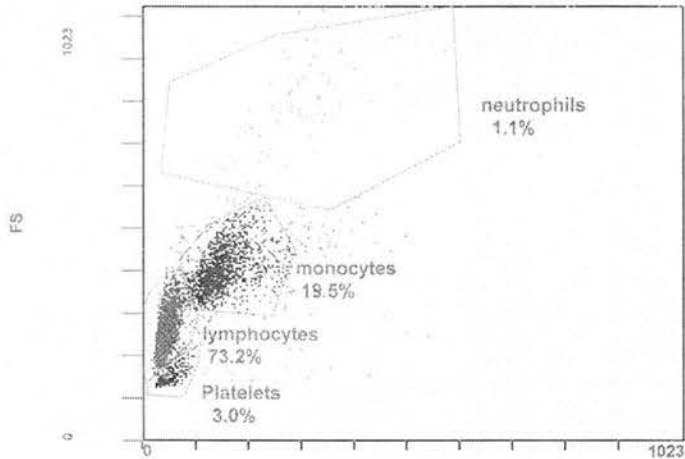 1023
FS
0
neutrophils
1.1%
monocytes
19.5%
lymphocytes
73.2%
Platelets
3.0%
0
1023